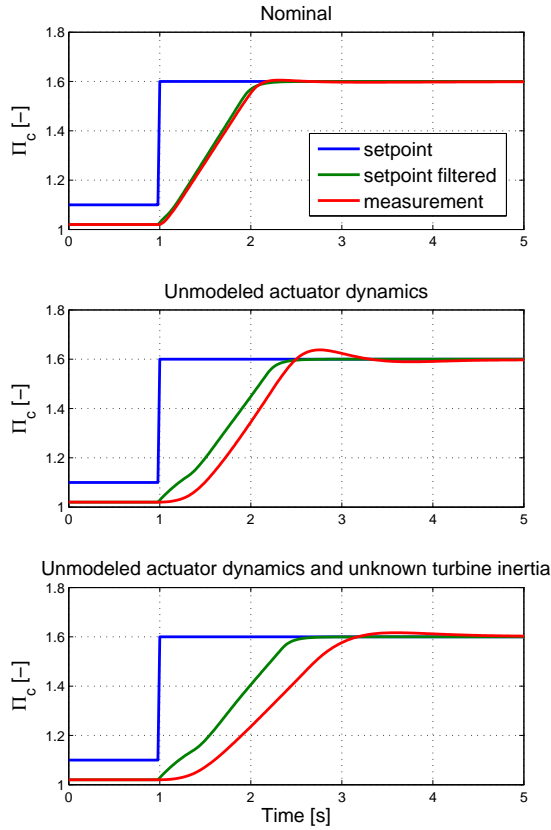 Nominal
1.8
1.6
1.4
1.2
1
Π_c [−]
setpoint
setpoint filtered
measurement
0 1 2 3 4 5
Unmodeled actuator dynamics
1.8
1.6
1.4
1.2
1
Π_c [−]
0 1 2 3 4 5
Unmodeled actuator dynamics and unknown turbine inertia
1.8
1.6
1.4
1.2
1
Π_c [−]
0 1 2 3 4 5
Time [s]